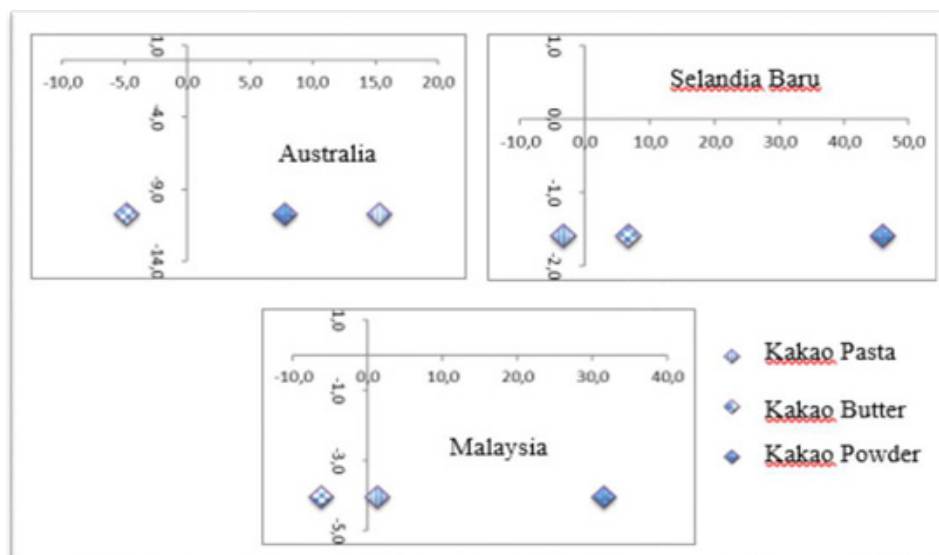 1,0
-10,0 -5,0 0,0 5,0 10,0 15,0 20,0
-4,0
Australia
-9,0
-14,0
1,0
Selandia Baru
0,0
-10,0 0,0 10,0 20,0 30,0 40,0 50,0
-1,0
-2,0
1,0
-10,0 0,0 10,0 20,0 30,0 40,0
-1,0
Malaysia
-3,0
-5,0
Kakao Pasta
Kakao Butter
Kakao Powder